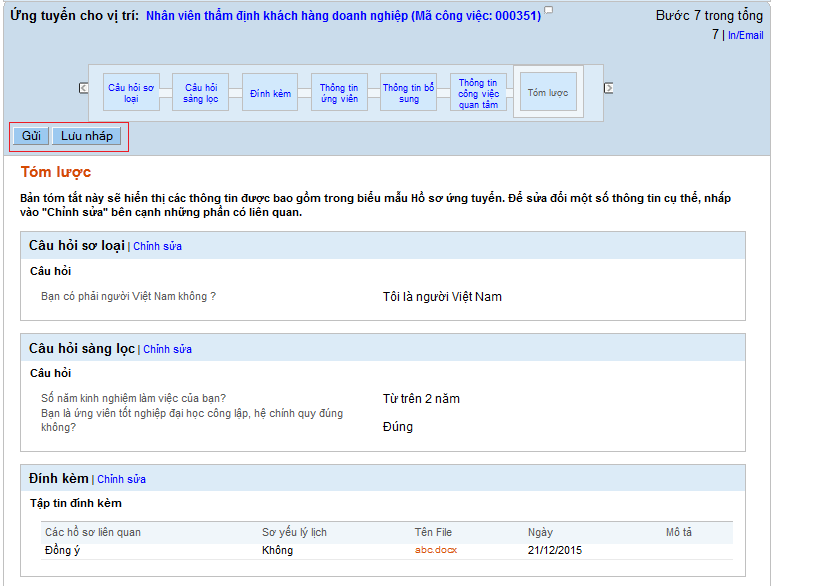 Ứng tuyển cho vị trí: Nhân viên thẩm định khách hàng doanh nghiệp (Mã công việc: 000351)
Bước 7 trong tổng
7 | In/Email
Câu hỏi sơ
loại
Câu hỏi
sàng lọc
Đính kèm
Thông tin
ứng viên
Thông tin bổ
sung
Thông tin
công việc
quan tâm
Tóm lược
Gửi
Lưu nháp
Tóm lược
Bản tóm tắt này sẽ hiển thị các thông tin được bao gồm trong biểu mẫu Hồ sơ ứng tuyển. Để sửa đổi một số thông tin cụ thể, nhấp
vào "Chỉnh sửa" bên cạnh những phần có liên quan.
Câu hỏi sơ loại | Chỉnh sửa
Câu hỏi
Bạn có phải người Việt Nam không ? Tôi là người Việt Nam
Câu hỏi sàng lọc | Chỉnh sửa
Câu hỏi
Số năm kinh nghiệm làm việc của bạn? Từ trên 2 năm
Bạn là ứng viên tốt nghiệp đại học công lập, hệ chính quy đúng
không? Đúng
Đính kèm | Chỉnh sửa
Tập tin đính kèm
Các hồ sơ liên quan Sơ yếu lý lịch Tên File Ngày Mô tả
Đồng ý Không abc.docx 21/12/2015